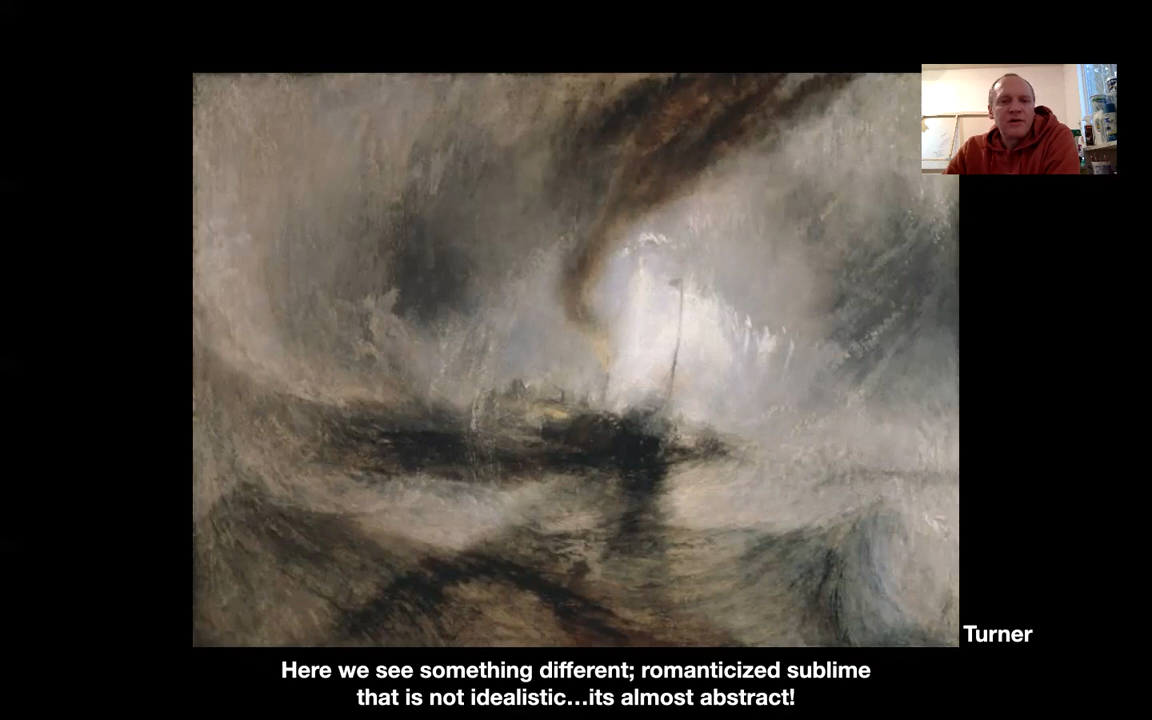 Turner
Here we see something different; romanticized sublime
that is not idealistic...its almost abstract!